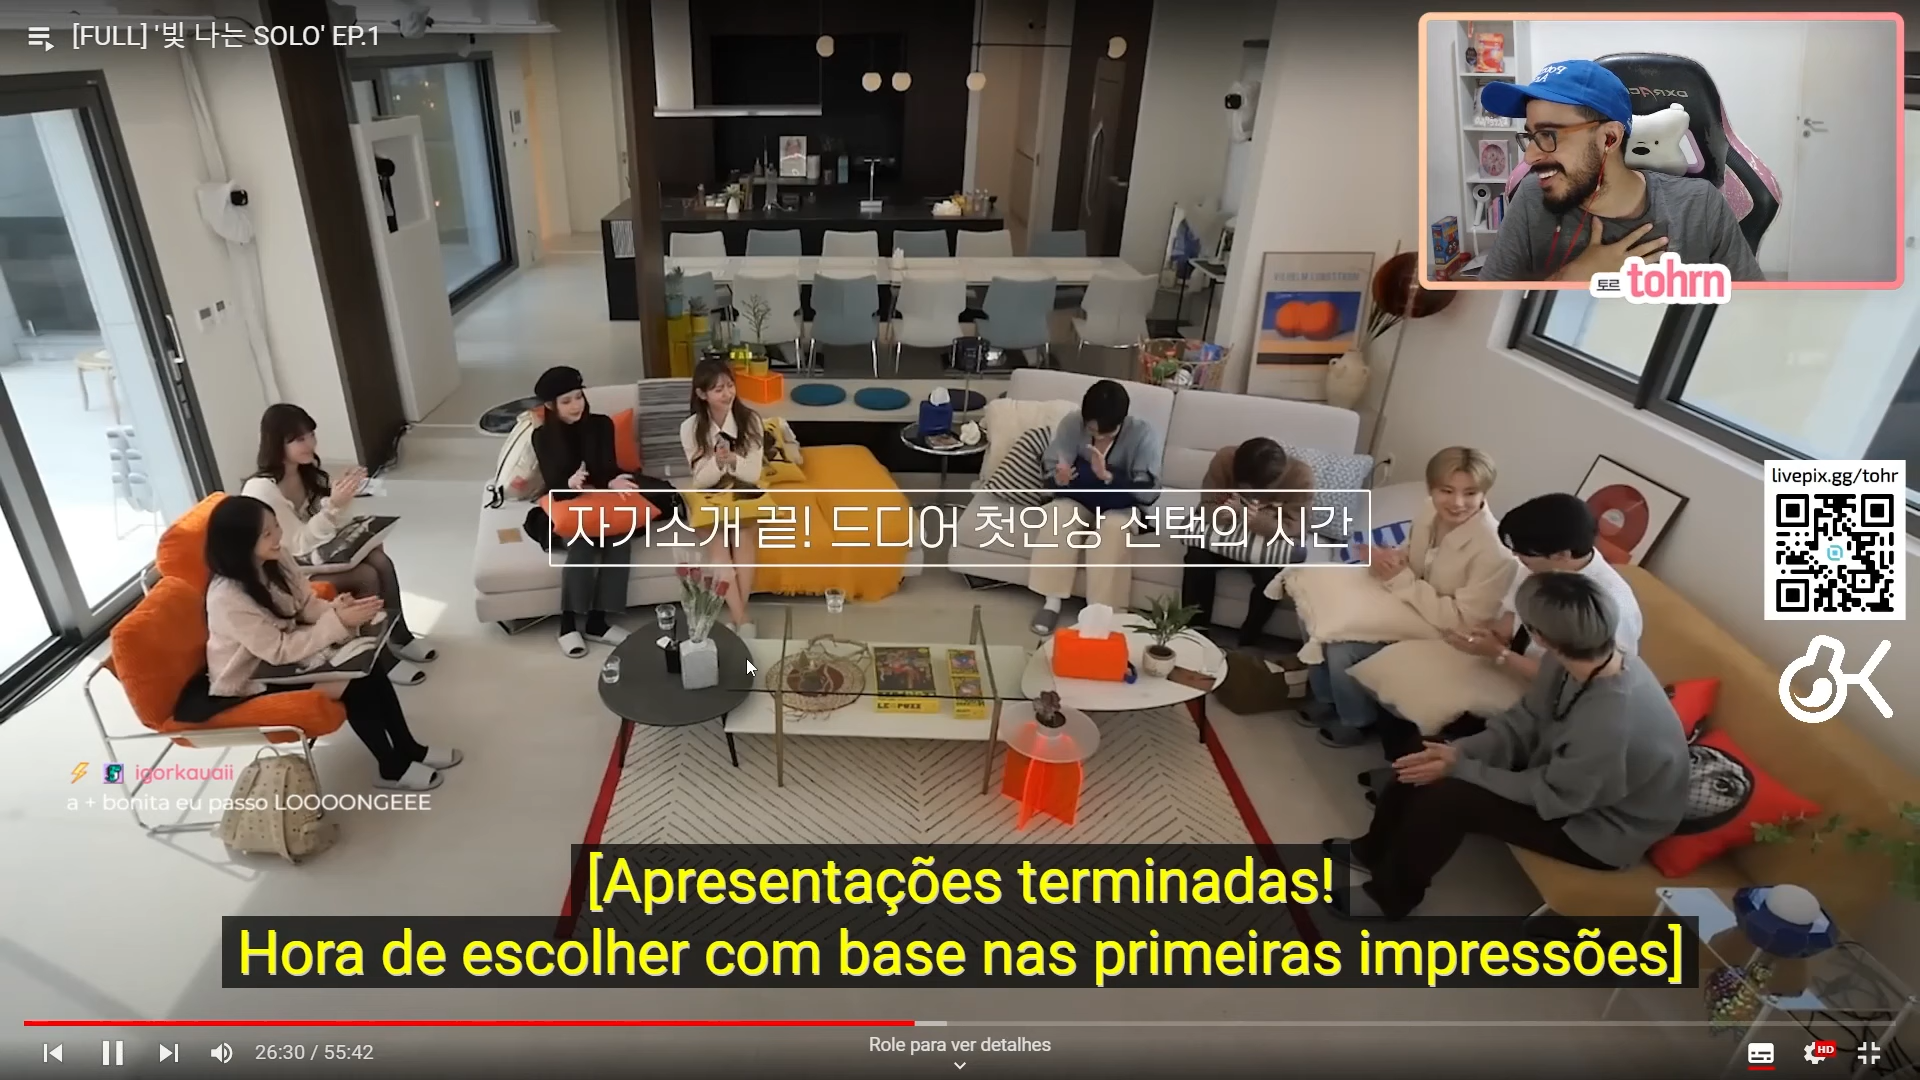 [FULL] '빛 나는 SOLO' EP.1
토르 tohrn
livepix.gg/tohr
자기소개 끝! 드디어 첫인상 선택의 시간
OK
igorkauaii
a + bonita eu passo LOOOONGEEE
[Apresentações terminadas!
Hora de escolher com base nas primeiras impressões]
26:30 / 55:42
Role para ver detalhes
HD